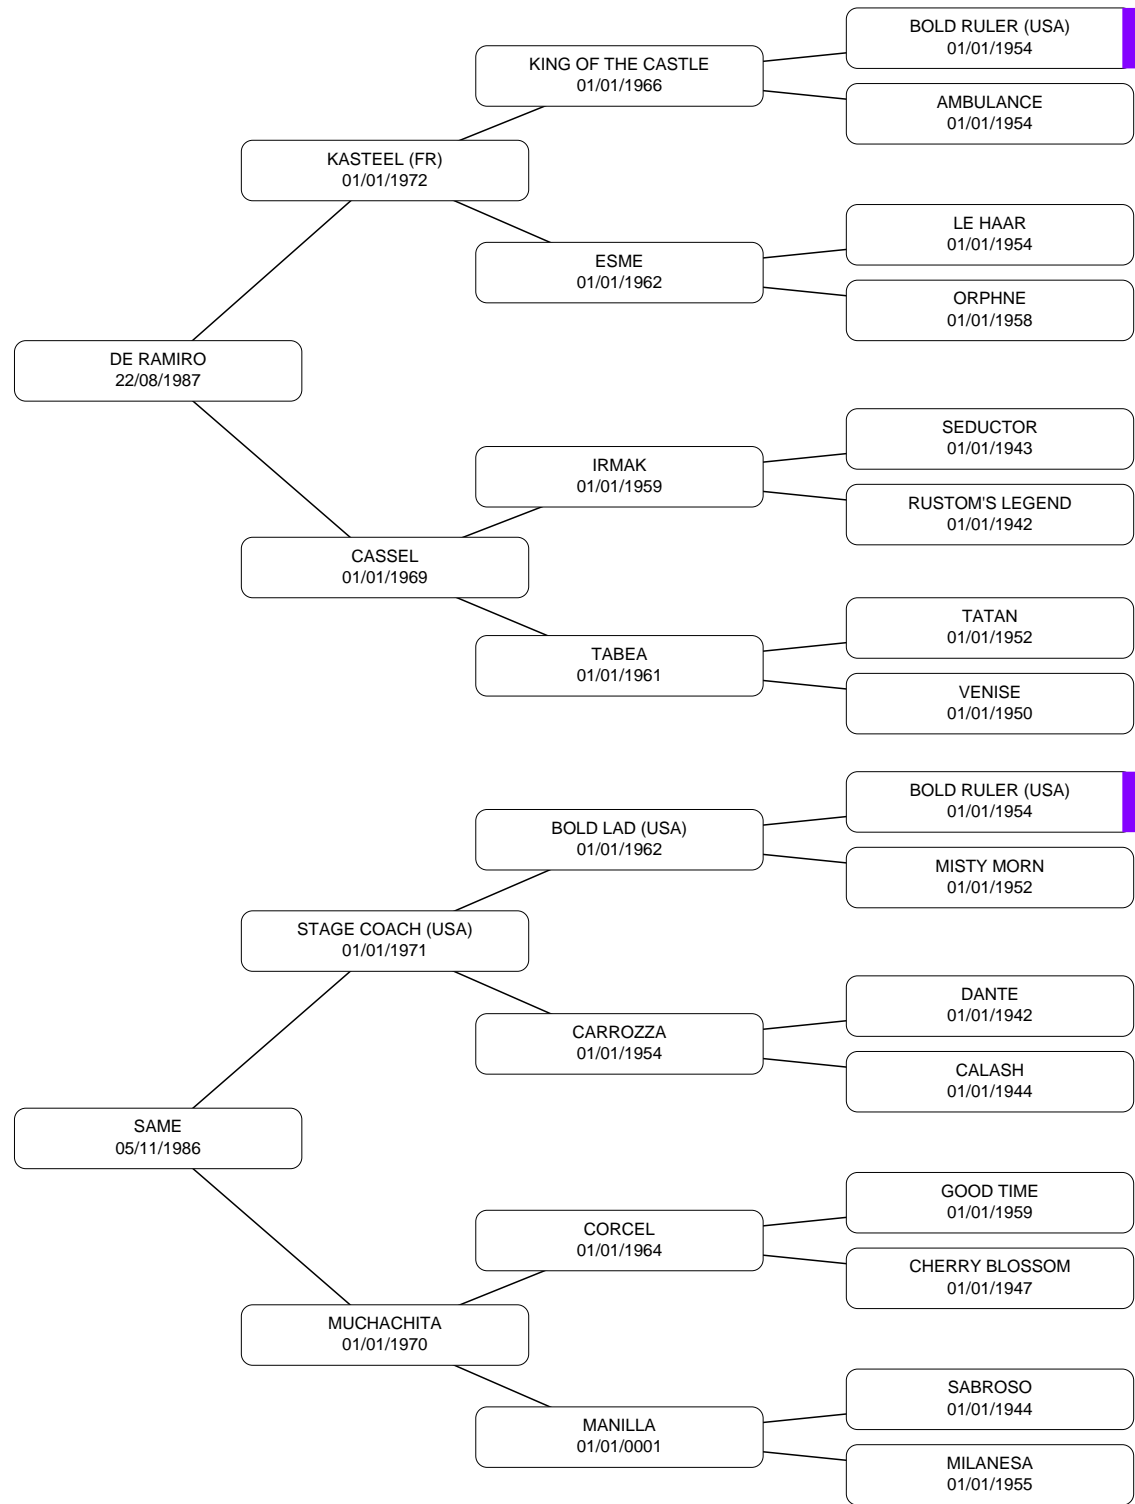 BOLD RULER (USA)
01/01/1954
KING OF THE CASTLE
01/01/1966
AMBULANCE
01/01/1954
KASTEEL (FR)
01/01/1972
LE HAAR
01/01/1954
ESME
01/01/1962
ORPHNE
01/01/1958
DE RAMIRO
22/08/1987
SEDUCTOR
01/01/1943
IRMAK
01/01/1959
RUSTOM'S LEGEND
01/01/1942
CASSEL
01/01/1969
TATAN
01/01/1952
TABEA
01/01/1961
VENISE
01/01/1950
BOLD RULER (USA)
01/01/1954
BOLD LAD (USA)
01/01/1962
MISTY MORN
01/01/1952
STAGE COACH (USA)
01/01/1971
DANTE
01/01/1942
CARROZZA
01/01/1954
CALASH
01/01/1944
SAME
05/11/1986
GOOD TIME
01/01/1959
CORCEL
01/01/1964
CHERRY BLOSSOM
01/01/1947
MUCHACHITA
01/01/1970
SABROSO
01/01/1944
MANILLA
01/01/0001
MILANESA
01/01/1955